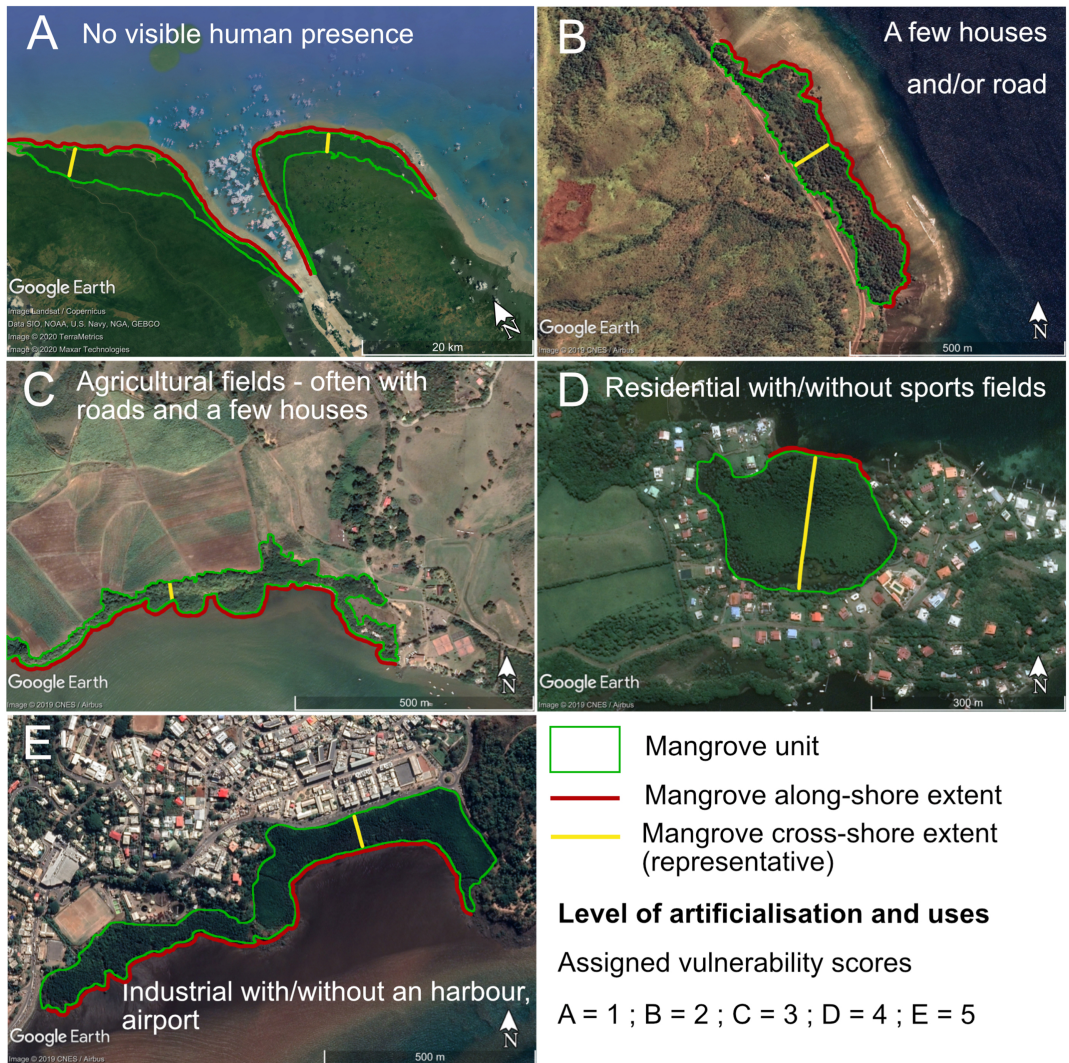 A No visible human presence
Google Earth
Image Landsat / Copernicus
Data SIO, NOAA, U.S. Navy, NGA, GEBCO
Image © 2020 TerraMetrics
Image © 2020 Maxar Technologies
N
20 km
B
A few houses
and/or road
Google Earth
Image © 2019 CNES / Airbus
N
500 m
C
Agricultural fields - often with
roads and a few houses
Google Earth
Image © 2019 CNES / Airbus
N
500 m
D Residential with/without sports fields
Google Earth
Image © 2019 CNES / Airbus
N
300 m
E
Industrial with/without an harbour,
airport
Google Earth
Image © 2019 CNES / Airbus
N
500 m
Mangrove unit
Mangrove along-shore extent
Mangrove cross-shore extent
(representative)
Level of artificialisation and uses
Assigned vulnerability scores
A = 1 ; B = 2 ; C = 3 ; D = 4 ; E = 5